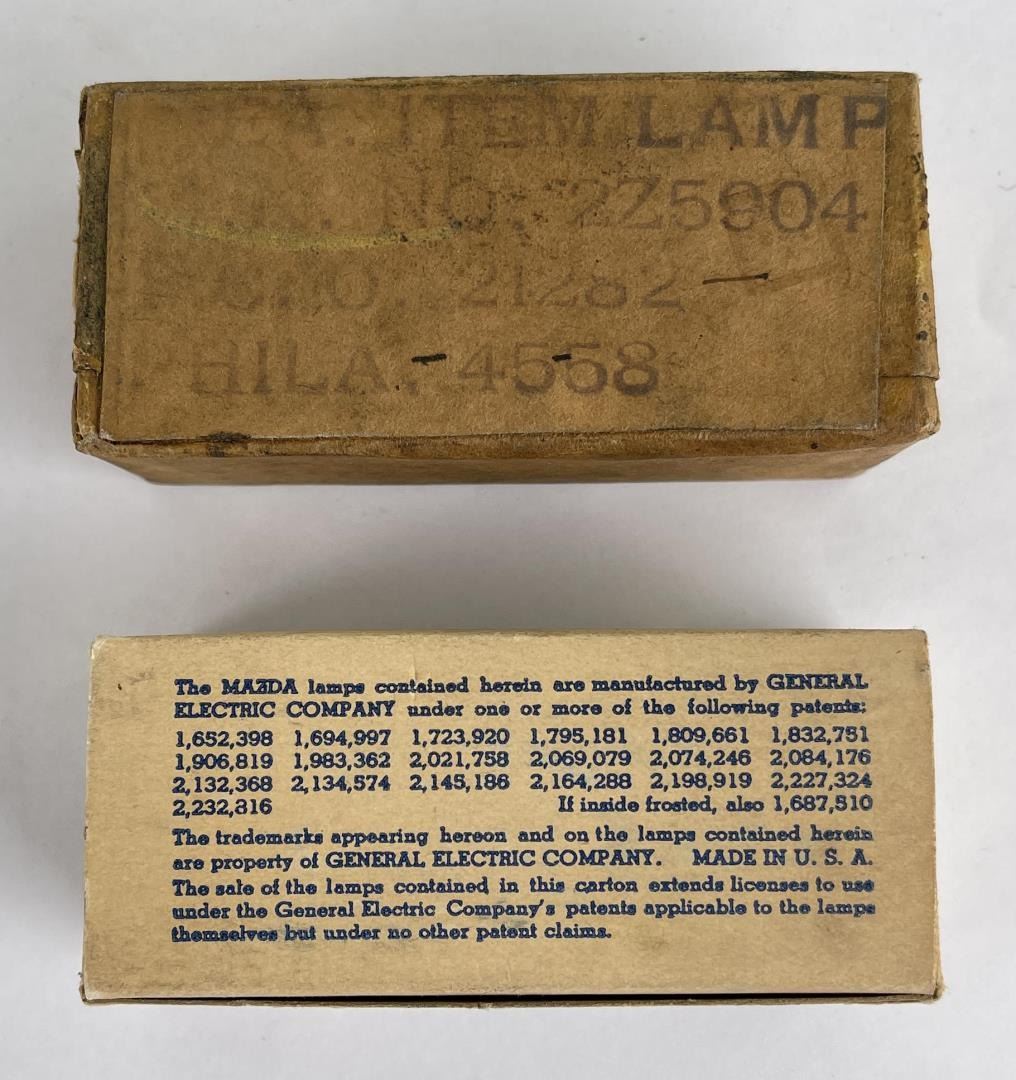 EA. ITEM LAMP
NO. 2Z5904
21282
HILA. 4558
The MAZDA lamps contained herein are manufactured by GENERAL
ELECTRIC COMPANY under one or more of the following patents:
1,652,398 1,694,997 1,723,920 1,795,181 1,809,661 1,832,751
1,906,819 1,983,362 2,021,758 2,069,079 2,074,246 2,084,176
2,132,368 2,134,574 2,145,186 2,164,288 2,198,919 2,227,324
2,232,816 If inside frosted, also 1,687,510
The trademarks appearing hereon and on the lamps contained herein
are property of GENERAL ELECTRIC COMPANY. MADE IN U. S. A.
The sale of the lamps contained in this carton extends licenses to use
under the General Electric Company's patents applicable to the lamps
themselves but under no other patent claims.